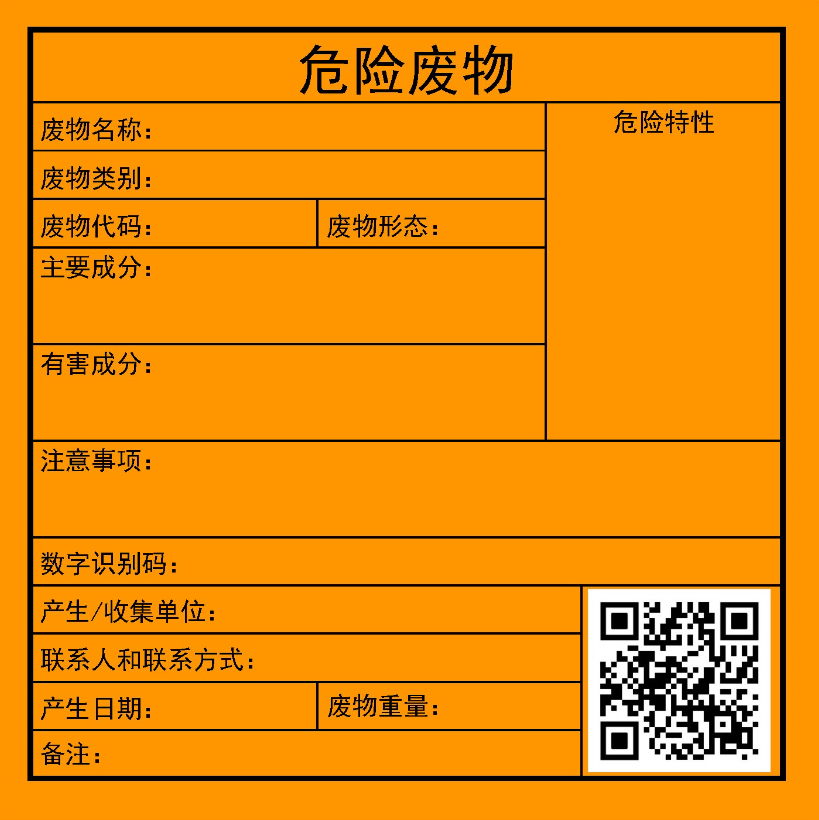 危险废物
废物名称：
危险特性
废物类别：
废物代码：
废物形态：
主要成分：
有害成分：
注意事项：
数字识别码：
产生/收集单位：
联系人和联系方式：
产生日期：
废物重量：
备注：